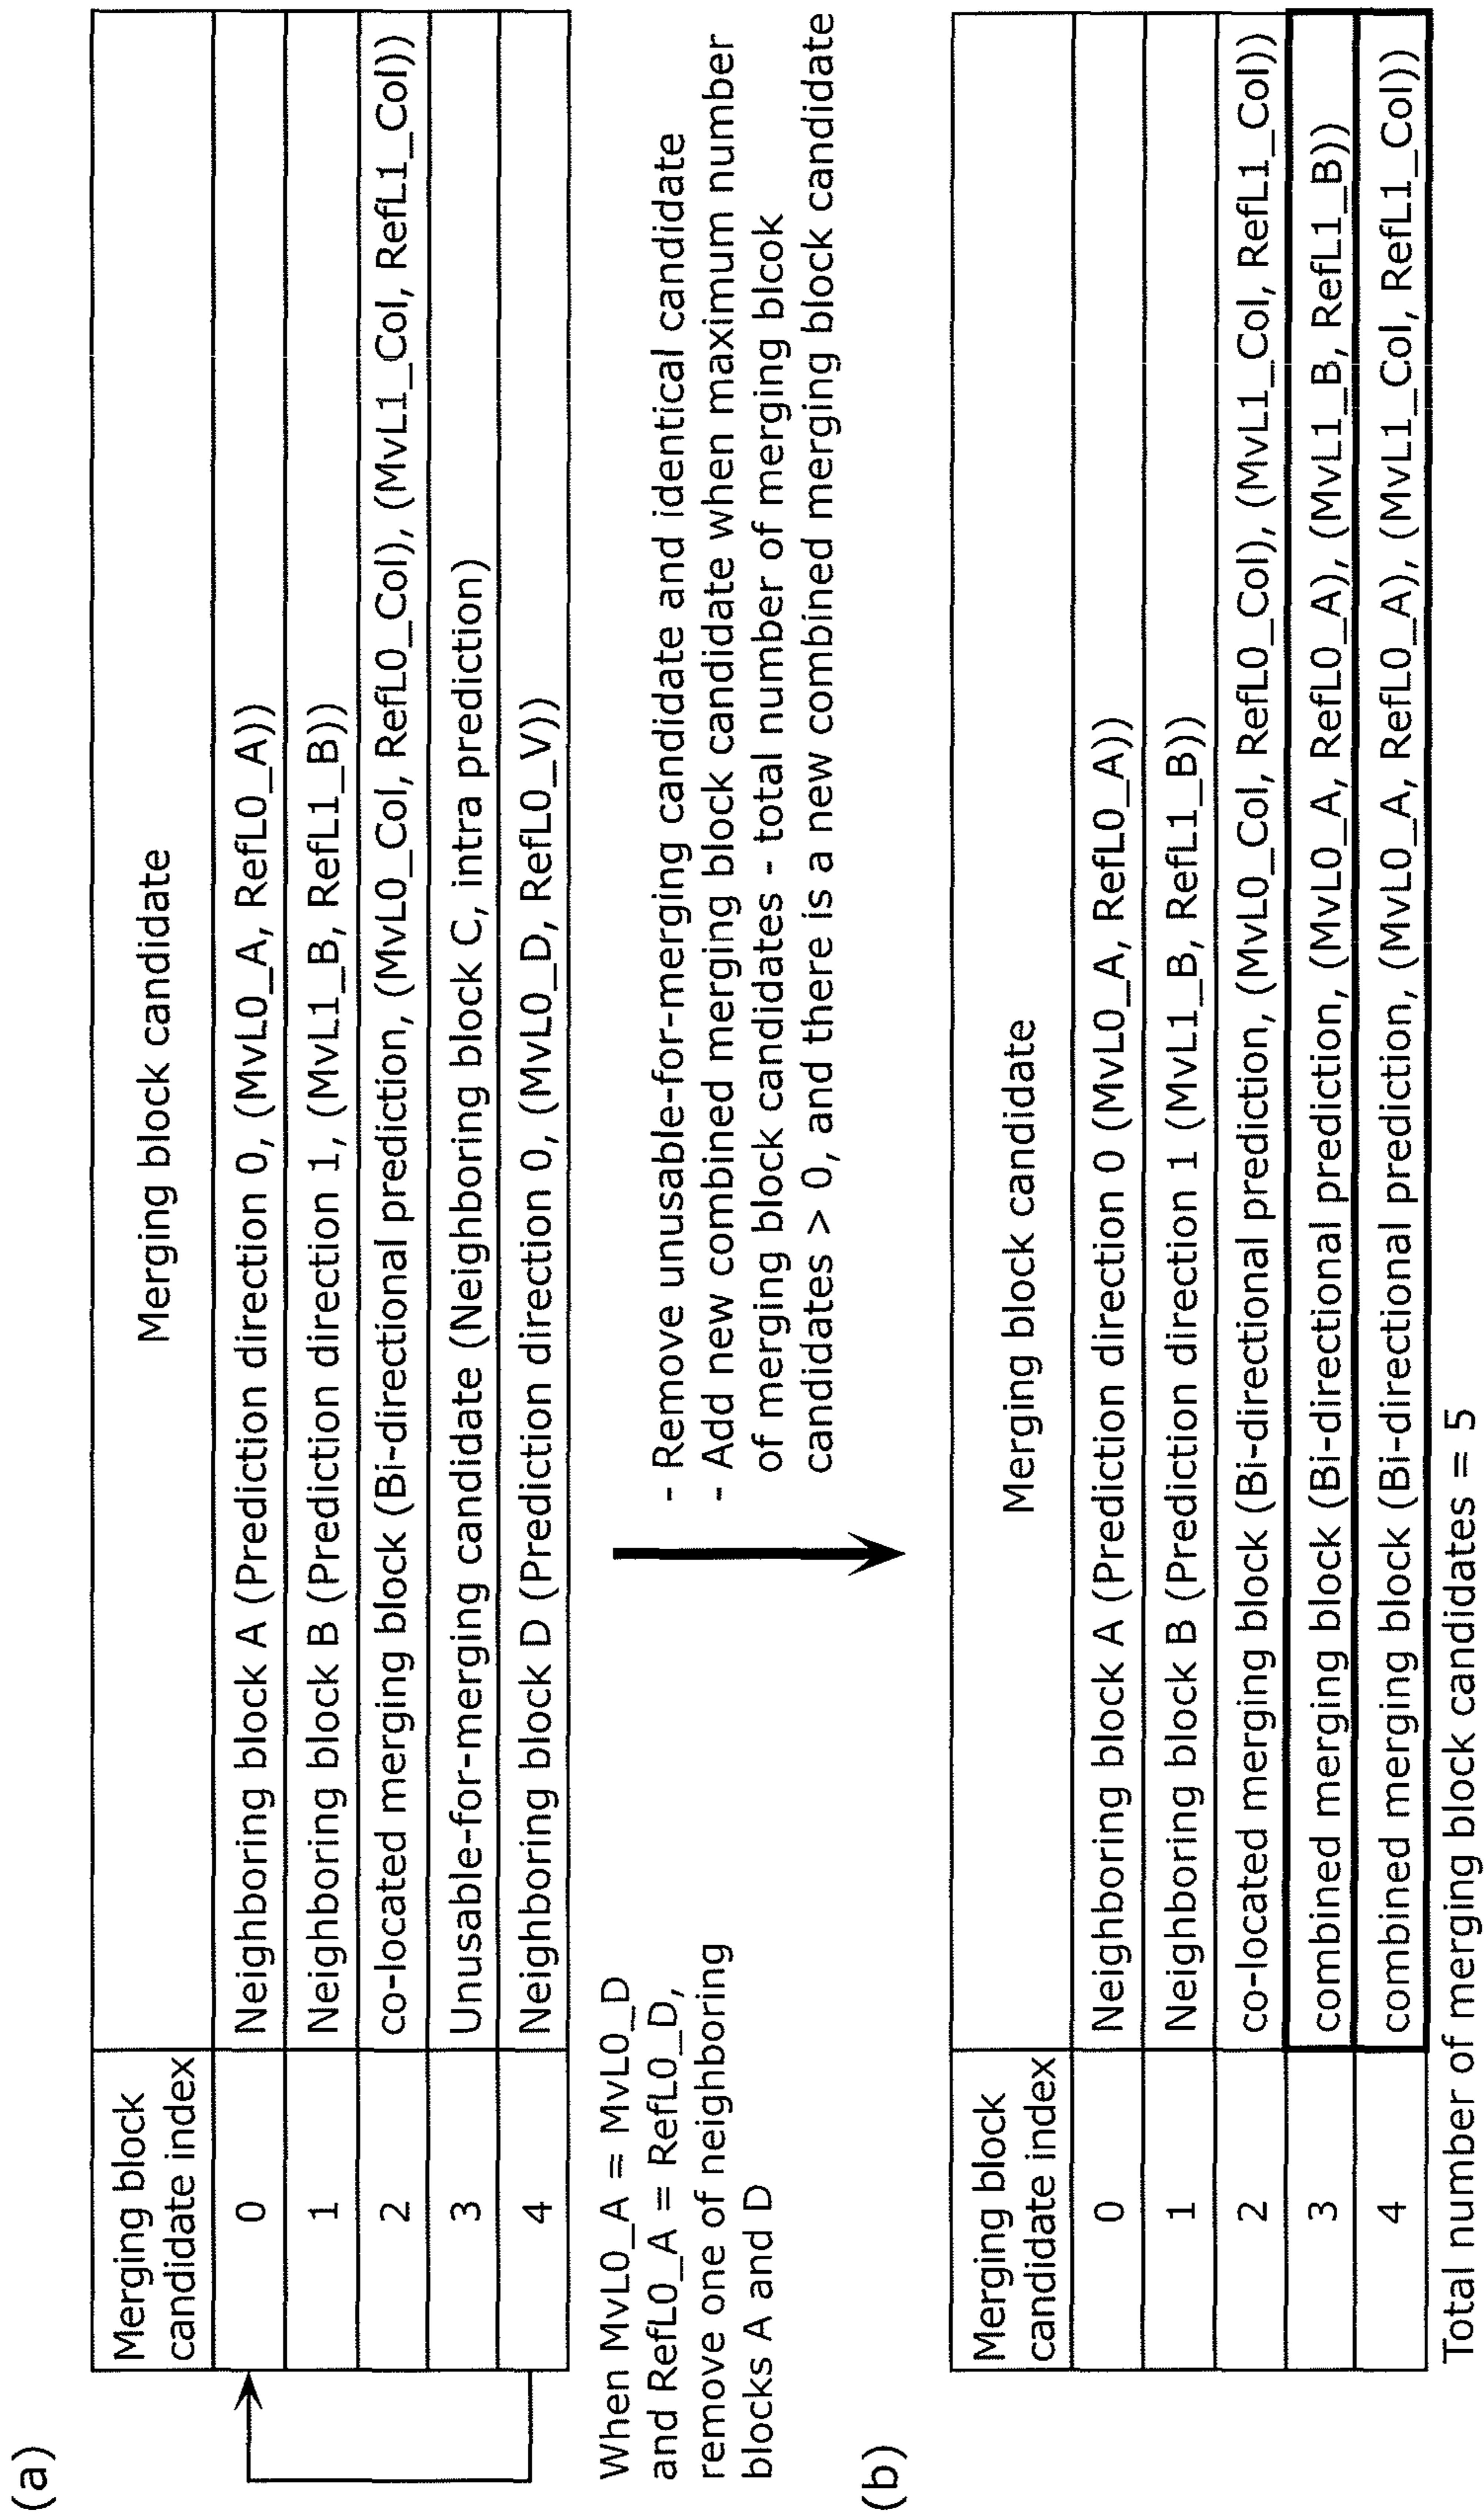 (a)
Merging block
candidate index
Merging block candidate
0
Neighboring block A (Prediction direction 0, (MvL0_A, RefL0_A))
1
Neighboring block B (Prediction direction 1, (MvL1_B, RefL1_B))
2
co-located merging block (Bi-directional prediction, (MvL0_Col, RefL0_Col), (MvL1_Col, RefL1_Col))
3
Unusable-for-merging candidate (Neighboring block C, intra prediction)
4
Neighboring block D (Prediction direction 0, (MvL0_D, RefL0_V))
When MvL0_A = MvL0_D
and RefL0_A = RefL0_D,
remove one of neighboring
blocks A and D
- Remove unusable-for-merging candidate and identical candidate
- Add new combined merging block candidate when maximum number
of merging block candidates - total number of merging blcok
candidates > 0, and there is a new combined merging block candidate
(b)
Merging block
candidate index
Merging block candidate
0
Neighboring block A (Prediction direction 0 (MvL0_A, RefL0_A))
1
Neighboring block B (Prediction direction 1 (MvL1_B, RefL1_B))
2
co-located merging block (Bi-directional prediction, (MvL0_Col, RefL0_Col), (MvL1_Col, RefL1_Col))
3
combined merging block (Bi-directional prediction, (MvL0_A, RefL0_A), (MvL1_B, RefL1_B))
4
combined merging block (Bi-directional prediction, (MvL0_A, RefL0_A), (MvL1_Col, RefL1_Col))
Total number of merging block candidates = 5